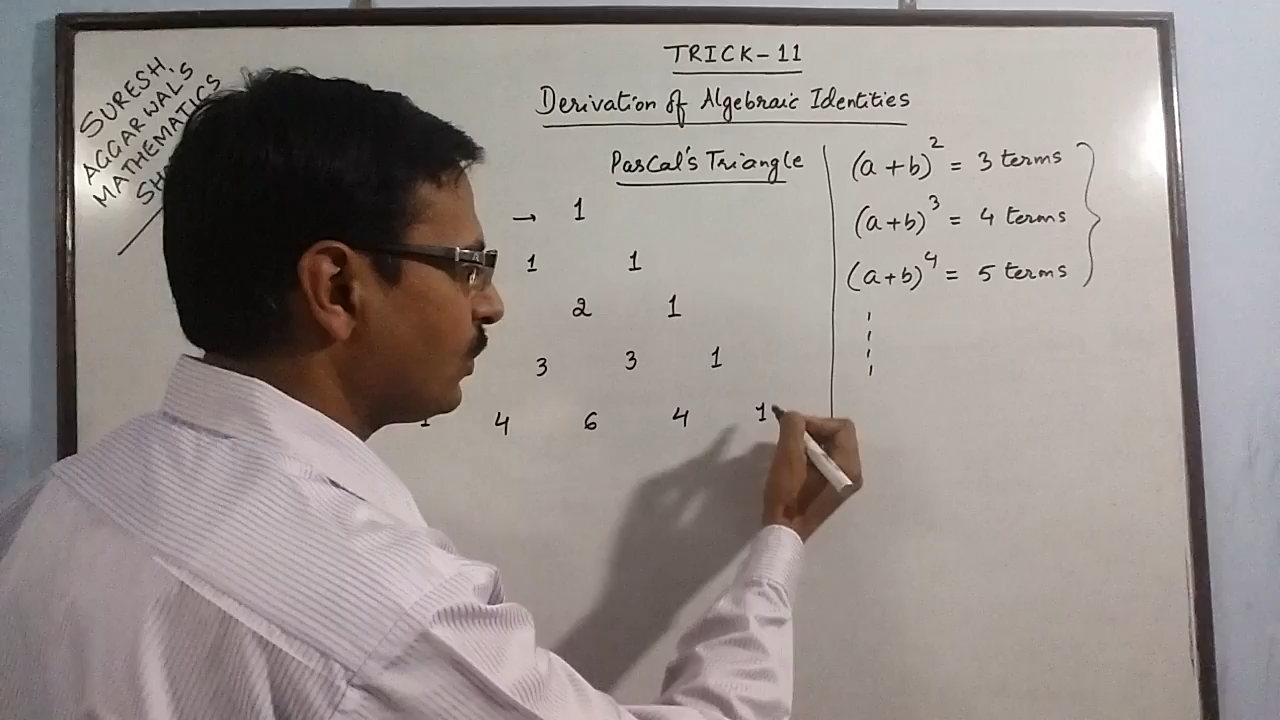 TRICK-11
SURESH
AGGARWAL'S
MATHEMATICS
Derivation of Algebraic Identities
Pascal's Triangle
→ 1
1 1
2 1
3 3 1
1 4 6 4 1
(a+b)² = 3 terms
(a+b)³ = 4 terms
(a+b)⁴ = 5 terms